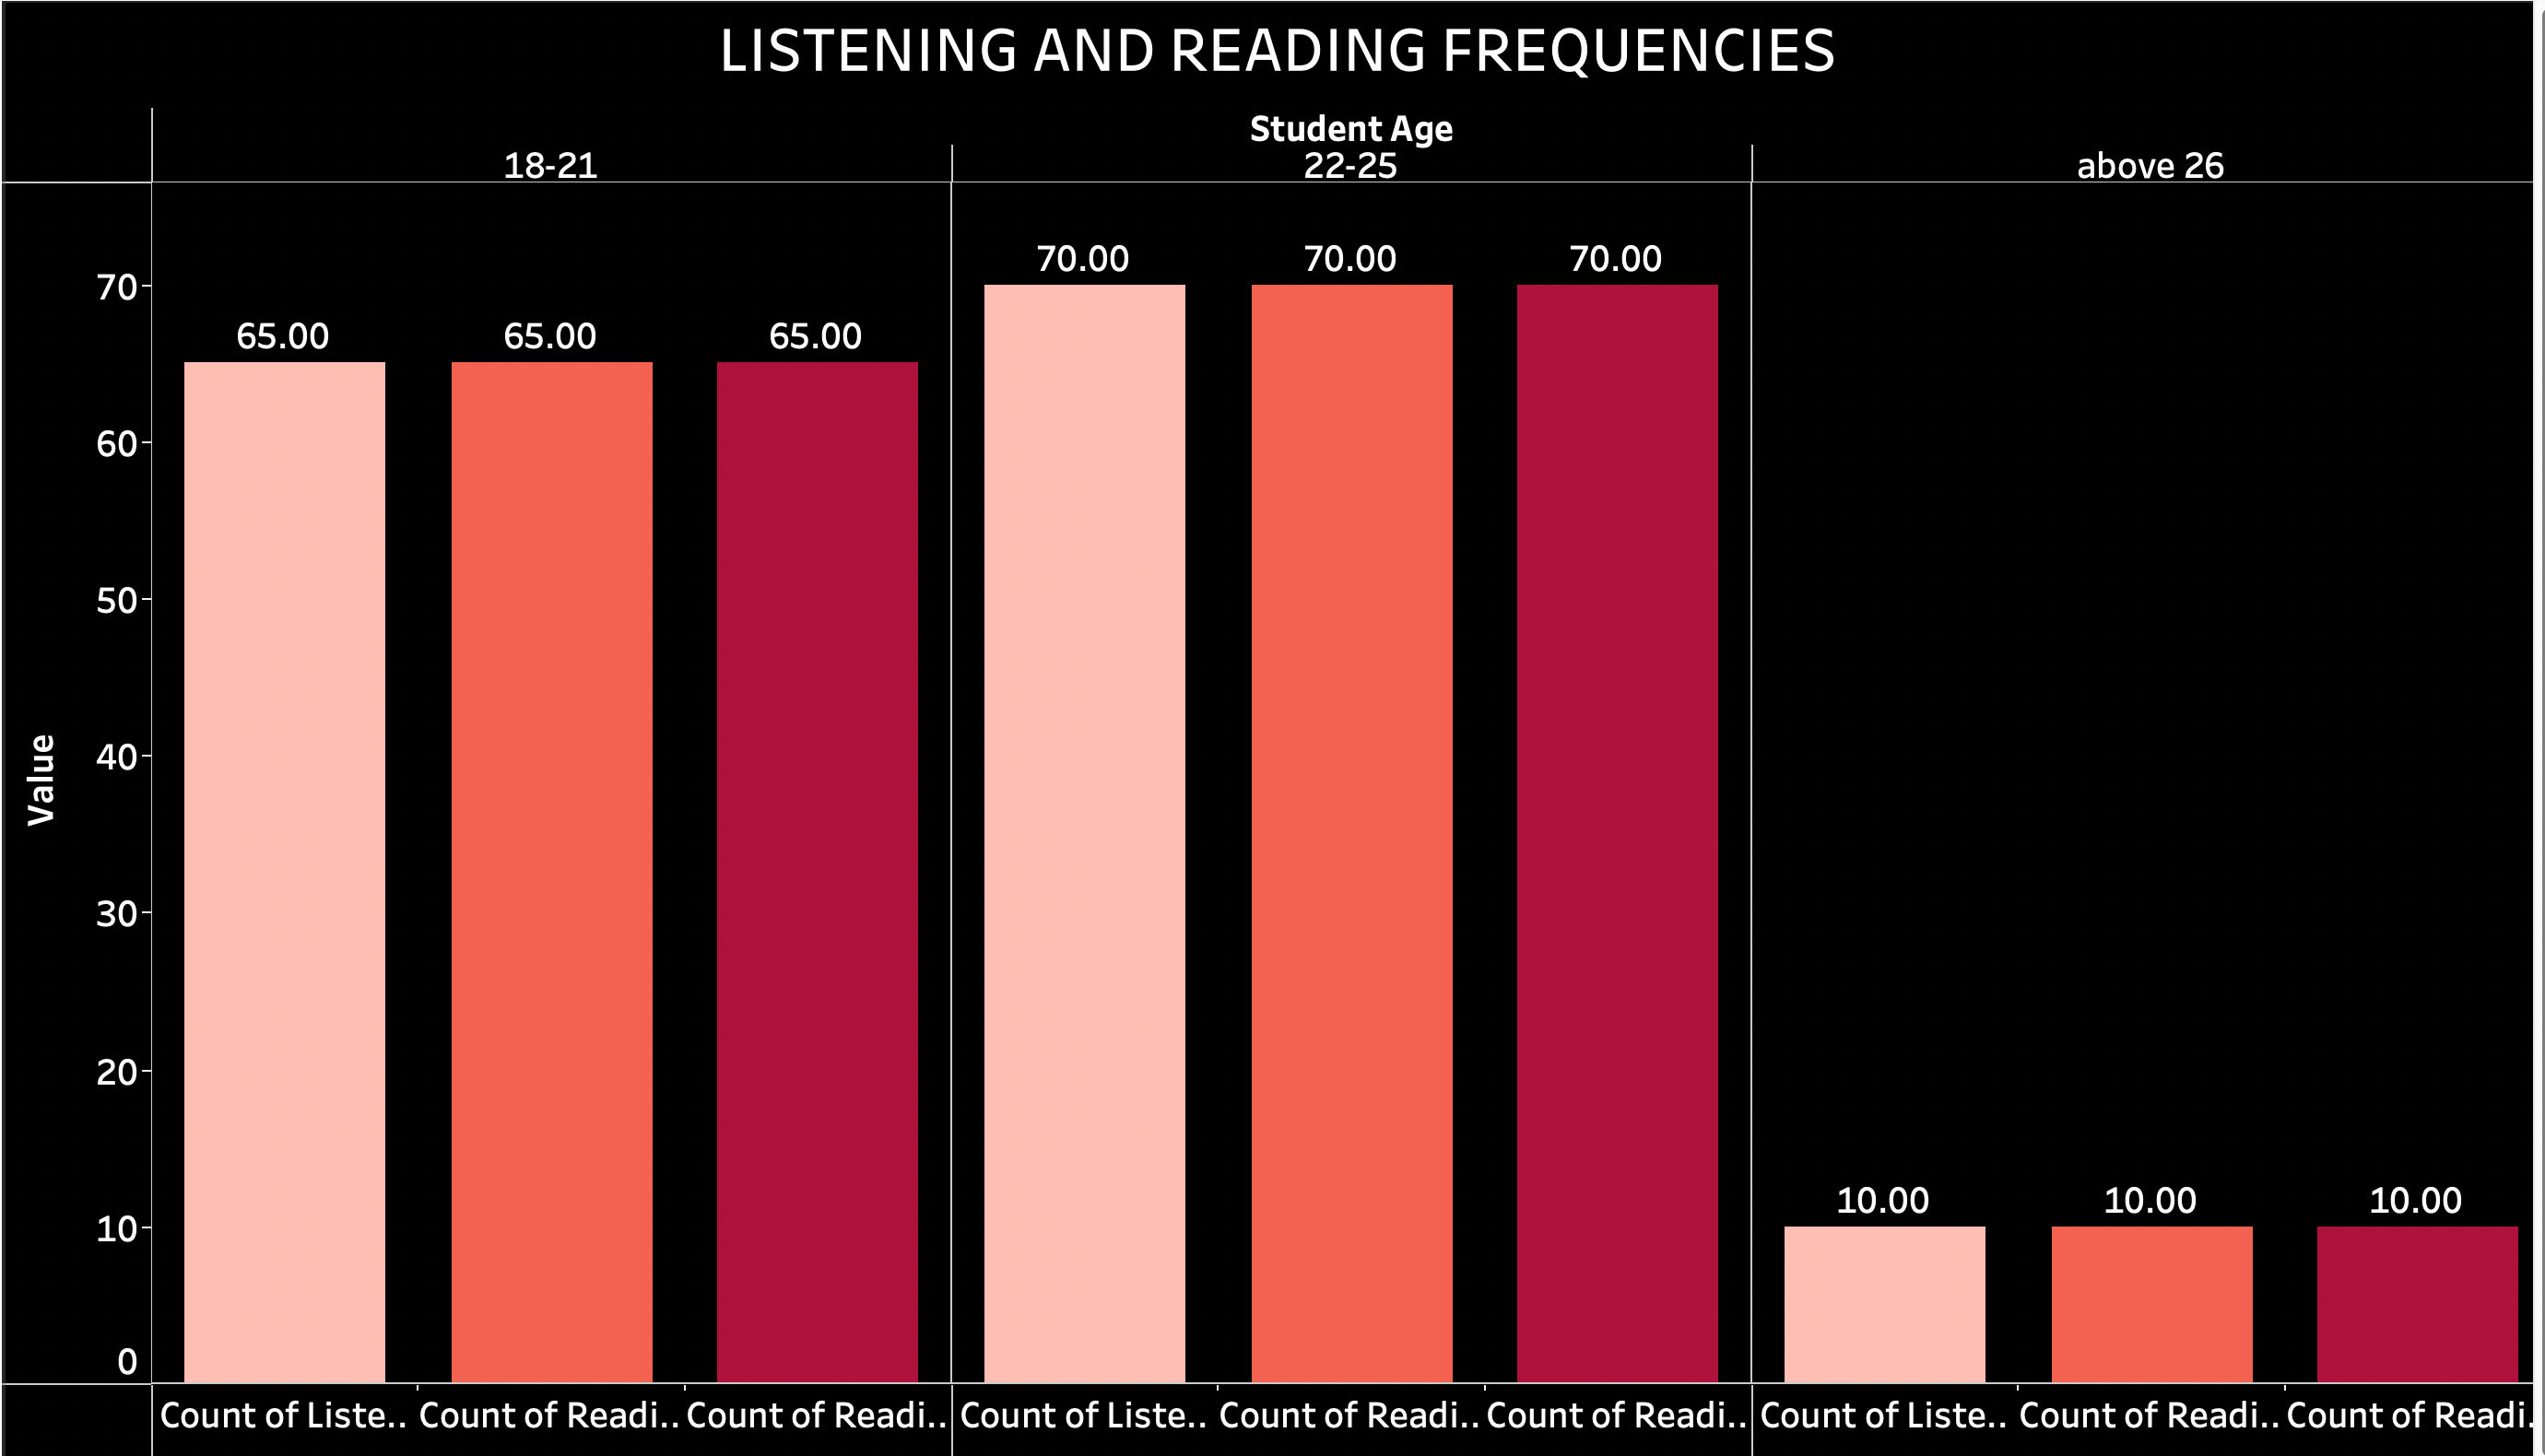 LISTENING AND READING FREQUENCIES
Student Age
18-21 22-25 above 26
70.00 70.00 70.00
70
65.00 65.00 65.00
60
50
40
Value
30
20
10.00 10.00 10.00
10
0
Count of Liste.. Count of Readi.. Count of Readi.. Count of Liste.. Count of Readi.. Count of Readi.. Count of Liste.. Count of Readi.. Count of Readi.